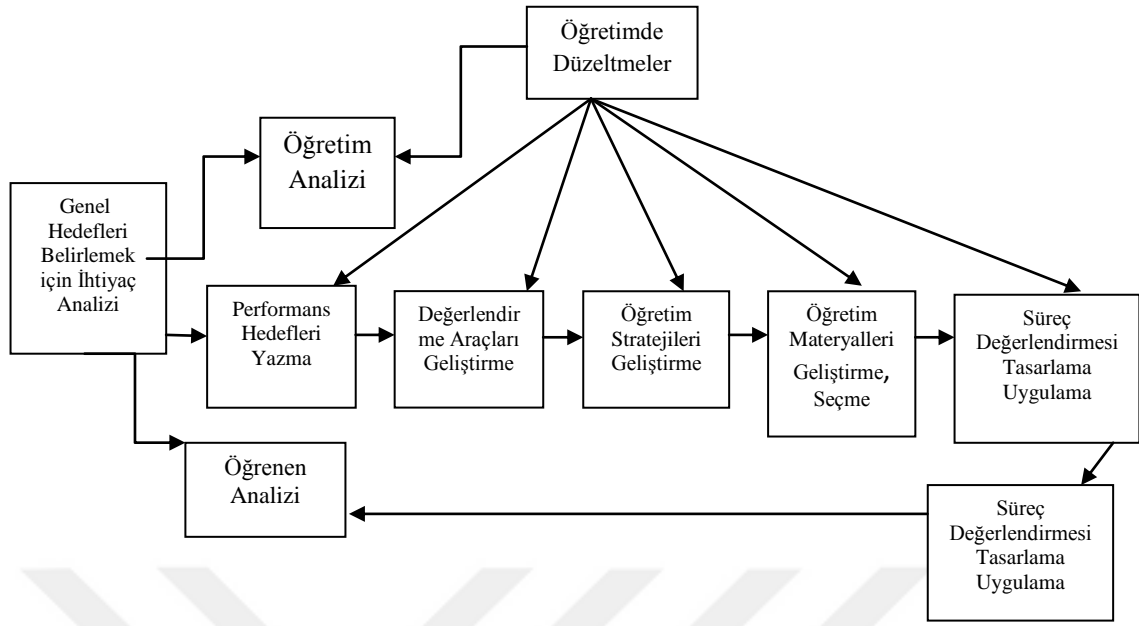 Öğretimde
Düzeltmeler
Öğretim
Analizi
Genel
Hedefleri
Belirlemek
için İhtiyaç
Analizi
Performans
Hedefleri
Yazma
Değerlendir
me Araçları
Geliştirme
Öğretim
Stratejileri
Geliştirme
Öğretim
Materyalleri
Geliştirme,
Seçme
Süreç
Değerlendirmesi
Tasarlama
Uygulama
Öğrenen
Analizi
Süreç
Değerlendirmesi
Tasarlama
Uygulama